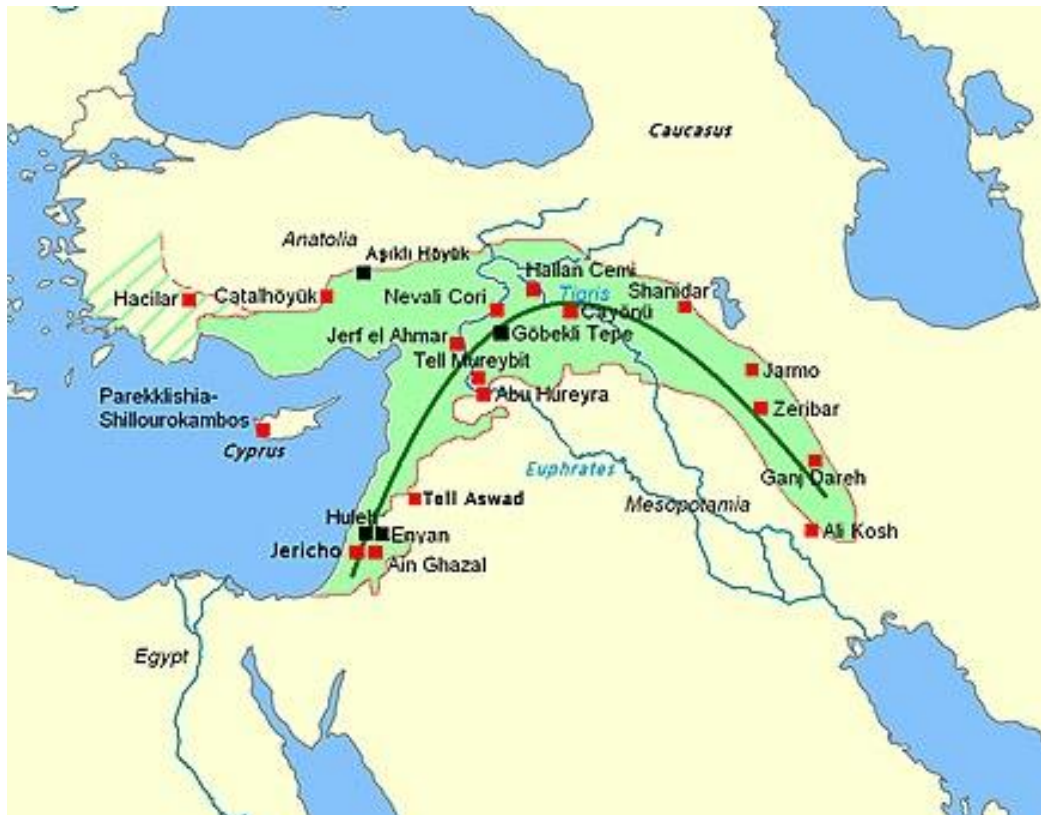 Caucasus
Anatolia
Aşıklı Höyük
Hallan Cemi
Tigris
Shanidar
Hacilar
Catalhöyük
Nevali Cori
Cayönü
Jerf el Ahmar
Göbekli Tepe
Tell Mureybit
Abu Hureyra
Jarmo
Zeribar
Parekklishia-
Shillourokambos
Cyprus
Euphrates
Ganj Dareh
Mesopotamia
Tell Aswad
Huleh
Enyan
Ali Kosh
Jericho
Ain Ghazal
Egypt